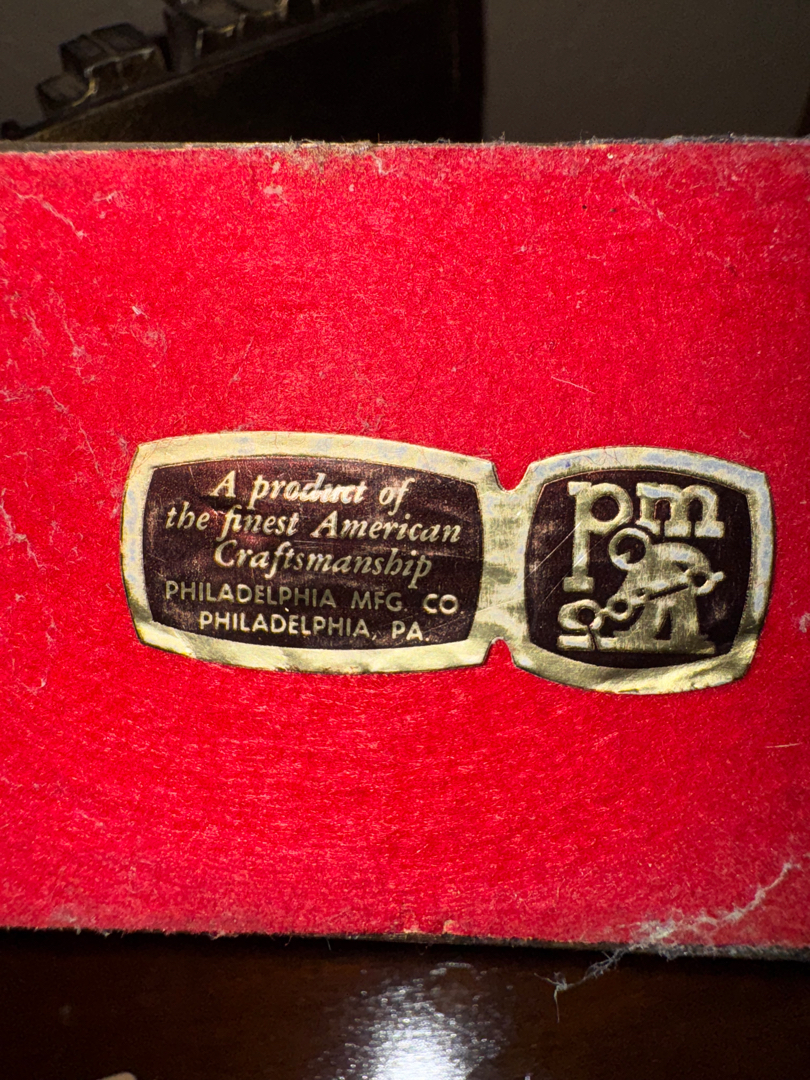 A product of
the finest American
Craftsmanship
PHILADELPHIA MFG. CO.
PHILADELPHIA, PA.
pm